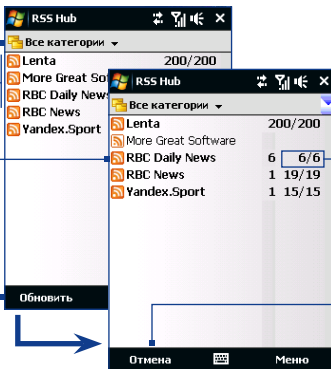 RSS Hub
Все категории
Lenta 200/200
More Great So
RBC Daily New
RBC News
Yandex.Sport
Обновить
RSS Hub
Все категории
Lenta 200/200
More Great Software
RBC Daily News 6 6/6
RBC News 1 19/19
Yandex.Sport 1 15/15
Отмена Меню